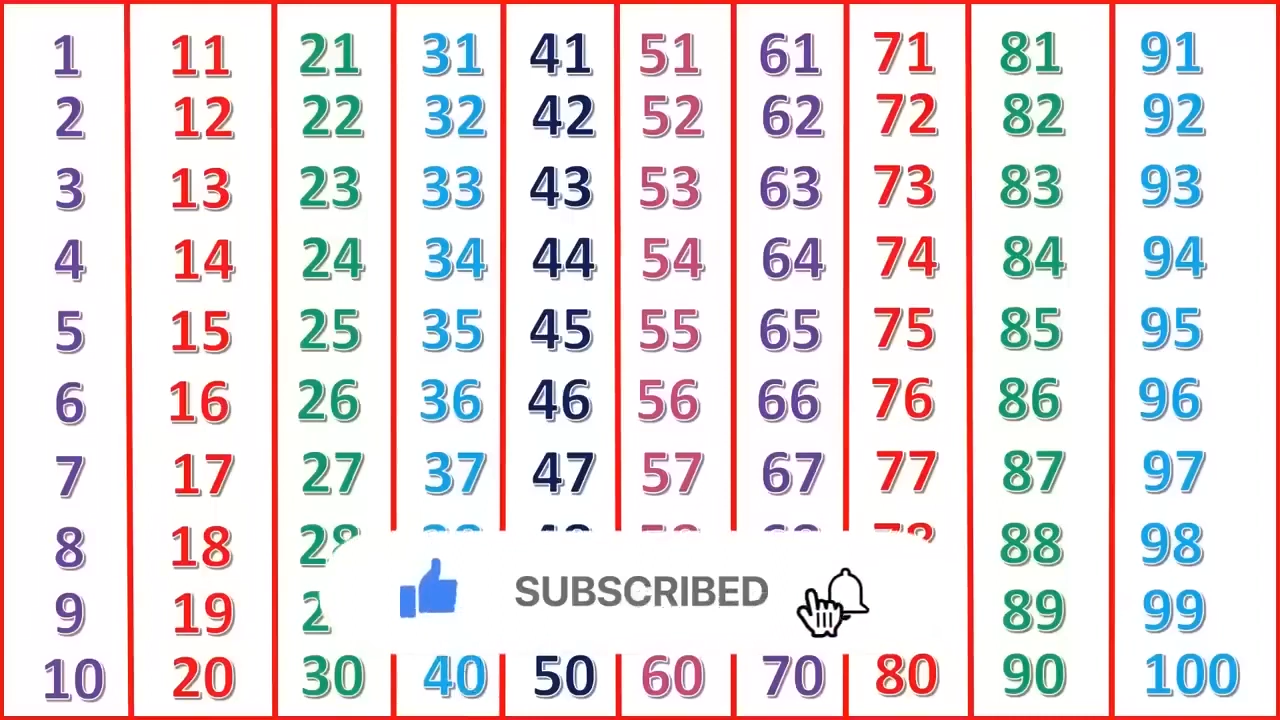 1 11 21 31 41 51 61 71 81 91
2 12 22 32 42 52 62 72 82 92
3 13 23 33 43 53 63 73 83 93
4 14 24 34 44 54 64 74 84 94
5 15 25 35 45 55 65 75 85 95
6 16 26 36 46 56 66 76 86 96
7 17 27 37 47 57 67 77 87 97
8 18 28 88 98
SUBSCRIBED
9 19 89 99
10 20 30 40 50 60 70 80 90 100